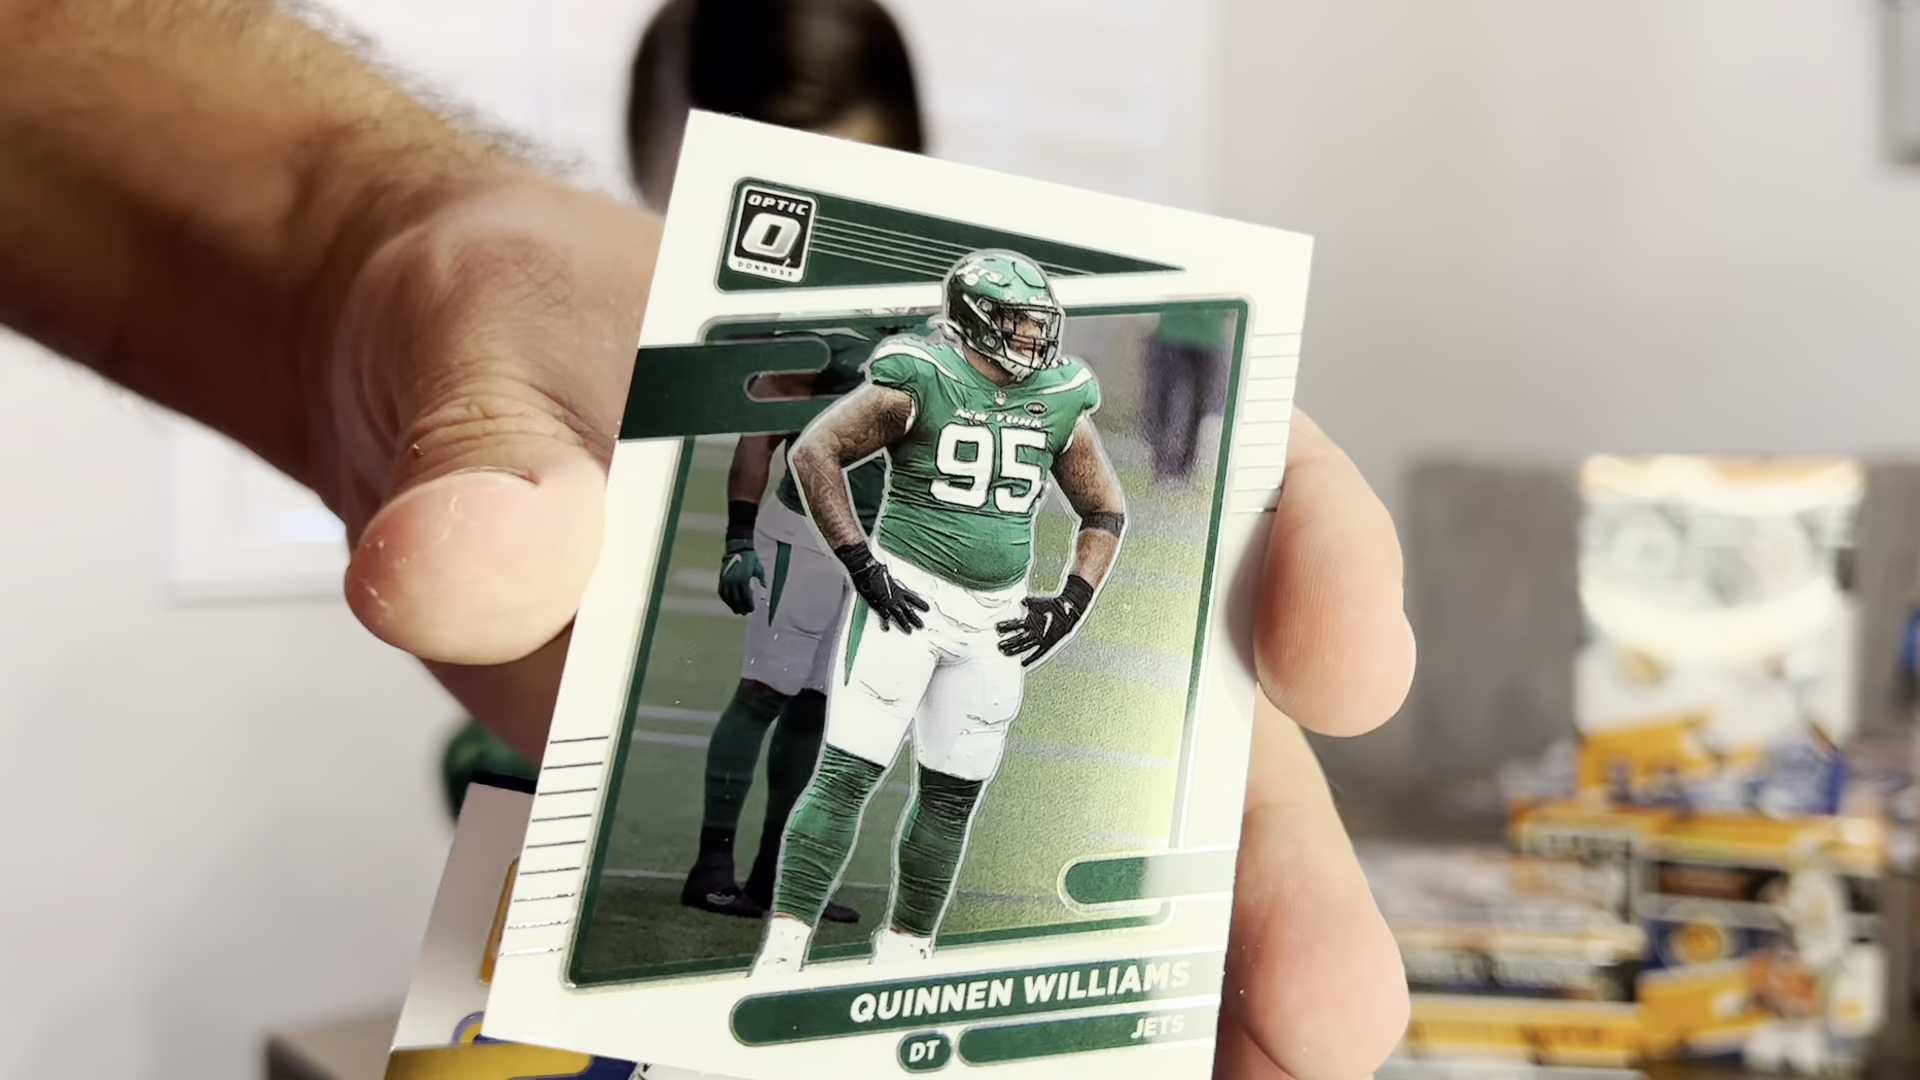 OPTIC
DONRUSS
NEW YORK
95
QUINNEN WILLIAMS
JETS
DT